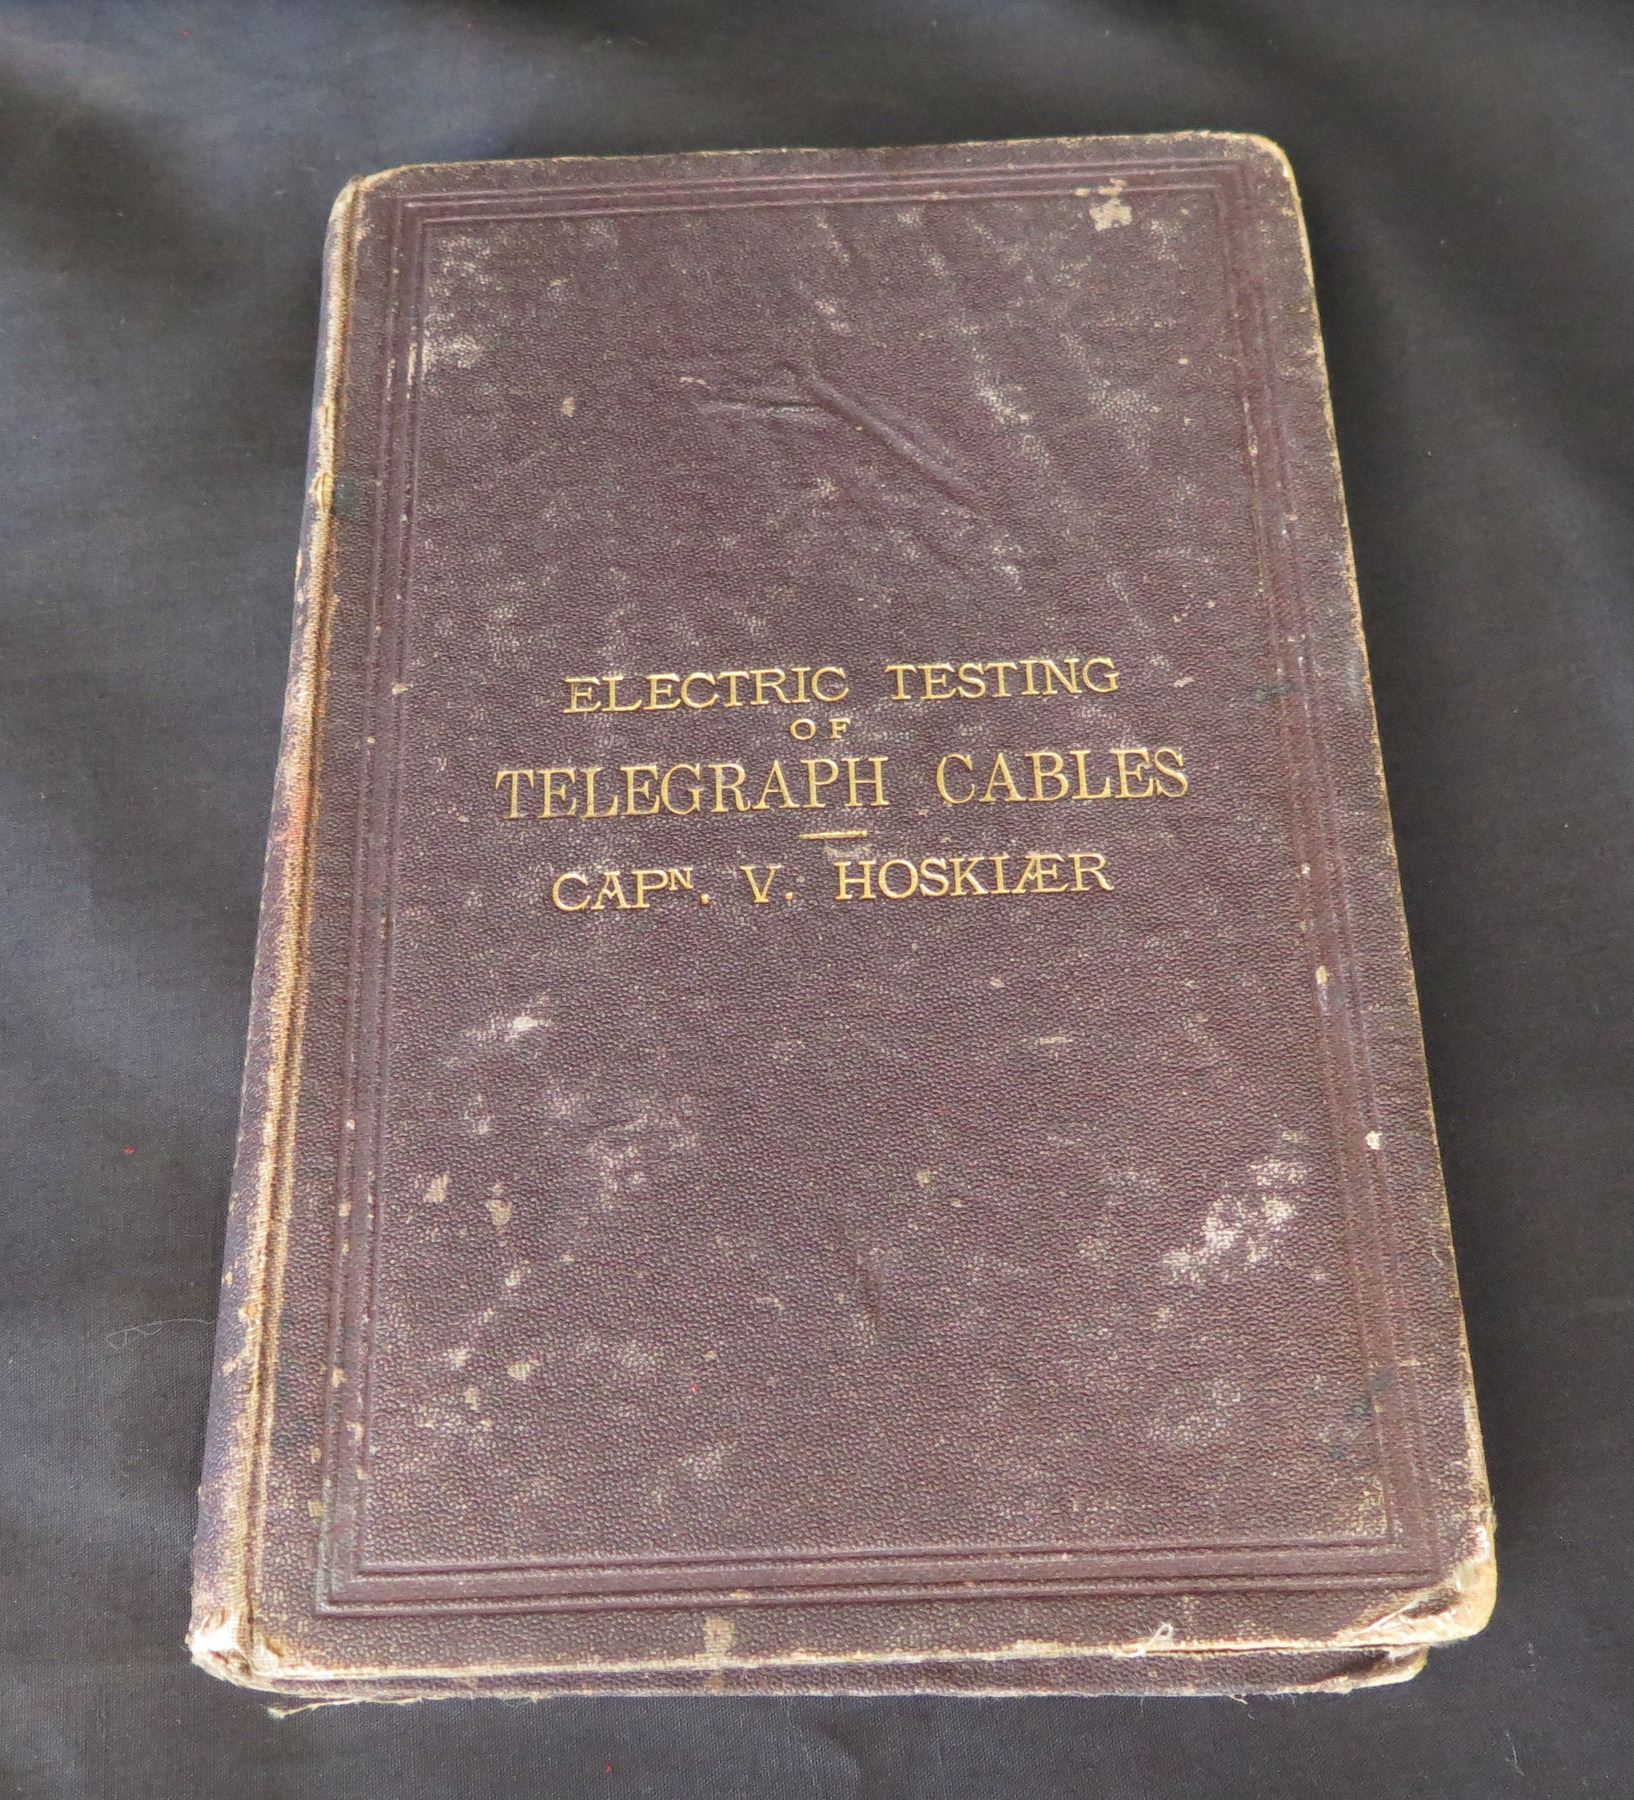 ELECTRIC TESTING
OF
TELEGRAPH CABLES
CAPN. V. HOSKIÆR